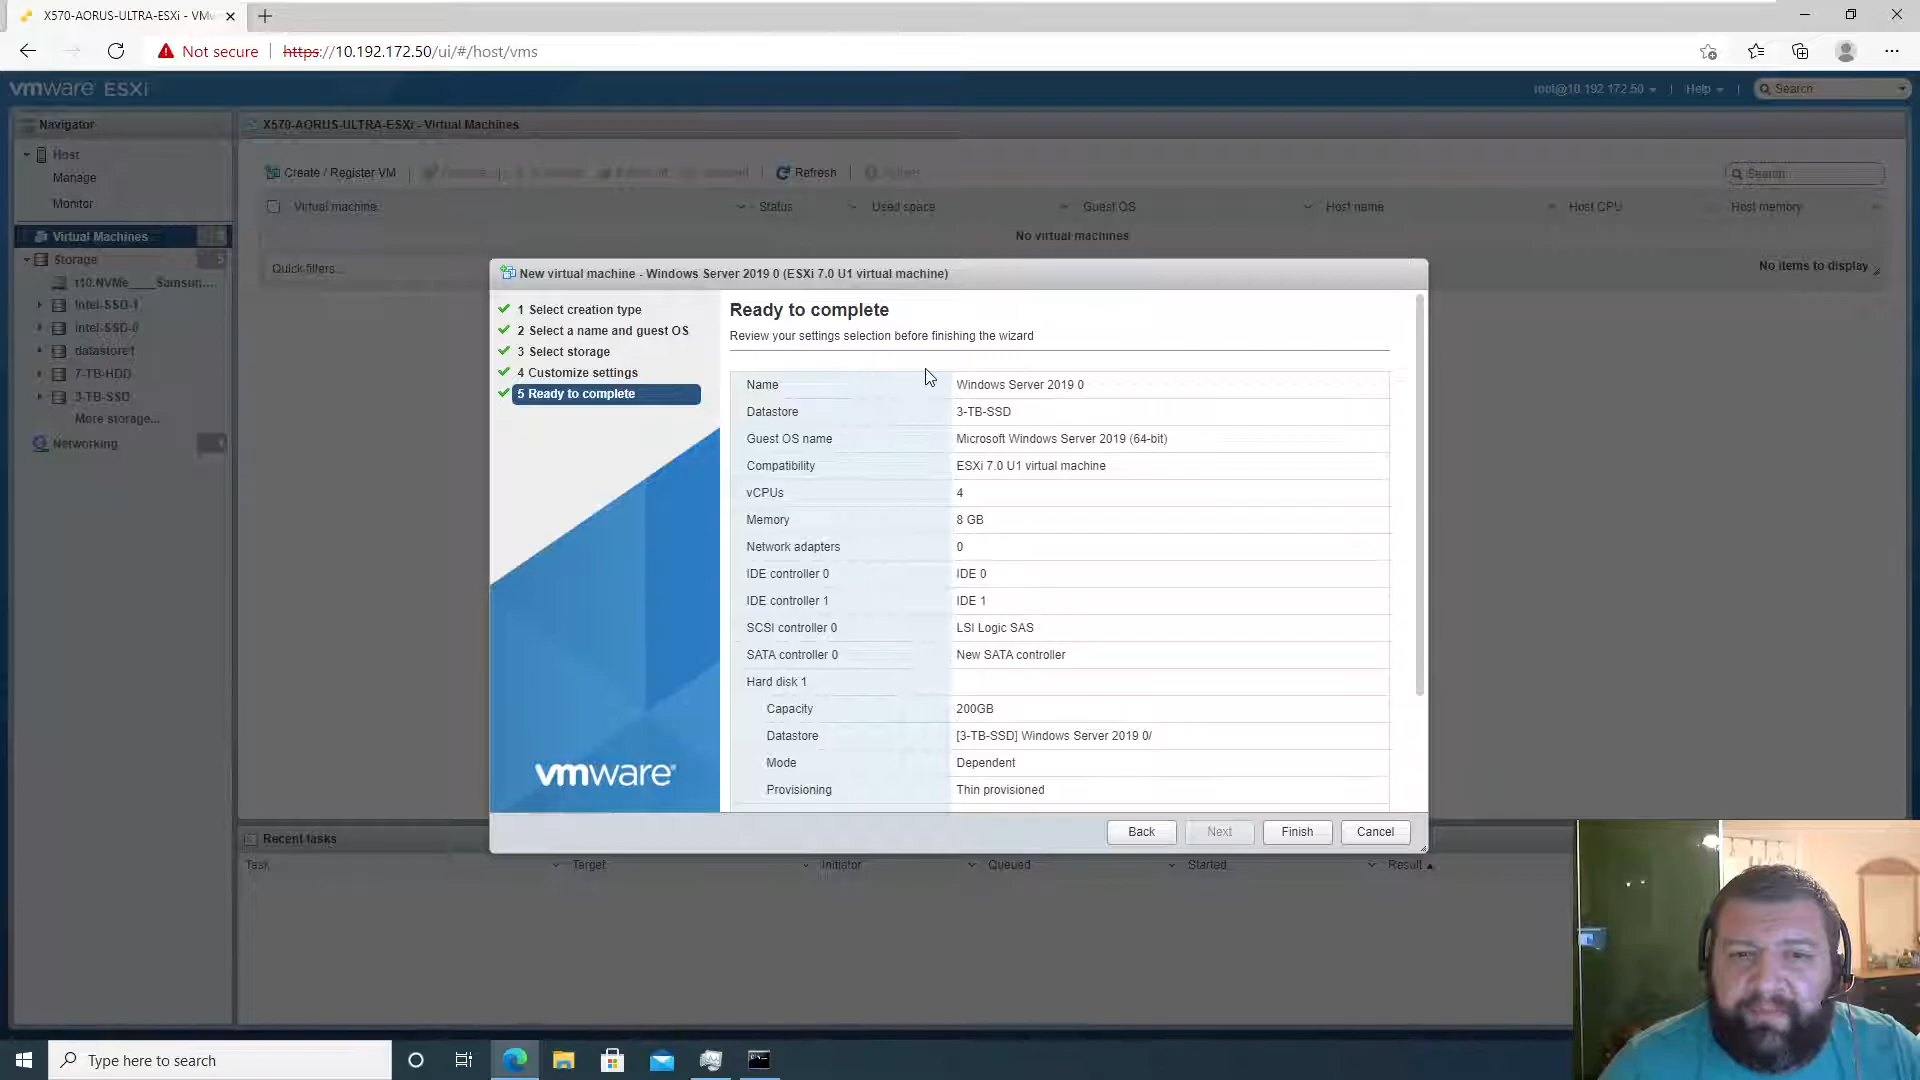 X570-AORUS-ULTRA-ESXi - VM
Not secure
https://10.192.172.50/ui/#/host/vms
vmware ESXi
root@10.192.172.50
Help
Search
Navigator
X570-AORUS-ULTRA-ESXi - Virtual Machines
Host
Manage
Monitor
Create / Register VM
Refresh
Search
Virtual machine
Status
Used space
Guest OS
Host name
Host CPU
Host memory
Virtual Machines
No virtual machines
Storage
5
Quick filters...
No items to display
t10.NVMe____Samsun...
Intel-SSD-1
Intel-SSD-0
datastore1
7-TB-HDD
3-TB-SSD
More storage...
Networking
New virtual machine - Windows Server 2019 0 (ESXi 7.0 U1 virtual machine)
1 Select creation type
2 Select a name and guest OS
3 Select storage
4 Customize settings
5 Ready to complete
vmware
Ready to complete
Review your settings selection before finishing the wizard
Name Windows Server 2019 0
Datastore 3-TB-SSD
Guest OS name Microsoft Windows Server 2019 (64-bit)
Compatibility ESXi 7.0 U1 virtual machine
vCPUs 4
Memory 8 GB
Network adapters 0
IDE controller 0 IDE 0
IDE controller 1 IDE 1
SCSI controller 0 LSI Logic SAS
SATA controller 0 New SATA controller
Hard disk 1
Capacity 200GB
Datastore [3-TB-SSD] Windows Server 2019 0/
Mode Dependent
Provisioning Thin provisioned
Back
Next
Finish
Cancel
Recent tasks
Task
Target
Initiator
Queued
Started
Result
Type here to search